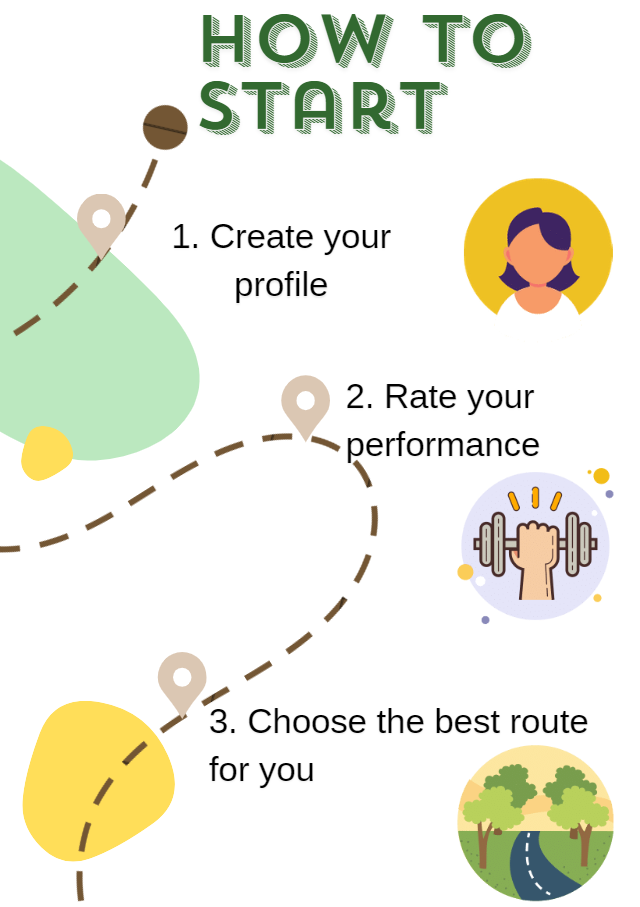 HOW TO
START
1. Create your
profile
2. Rate your
performance
3. Choose the best route
for you